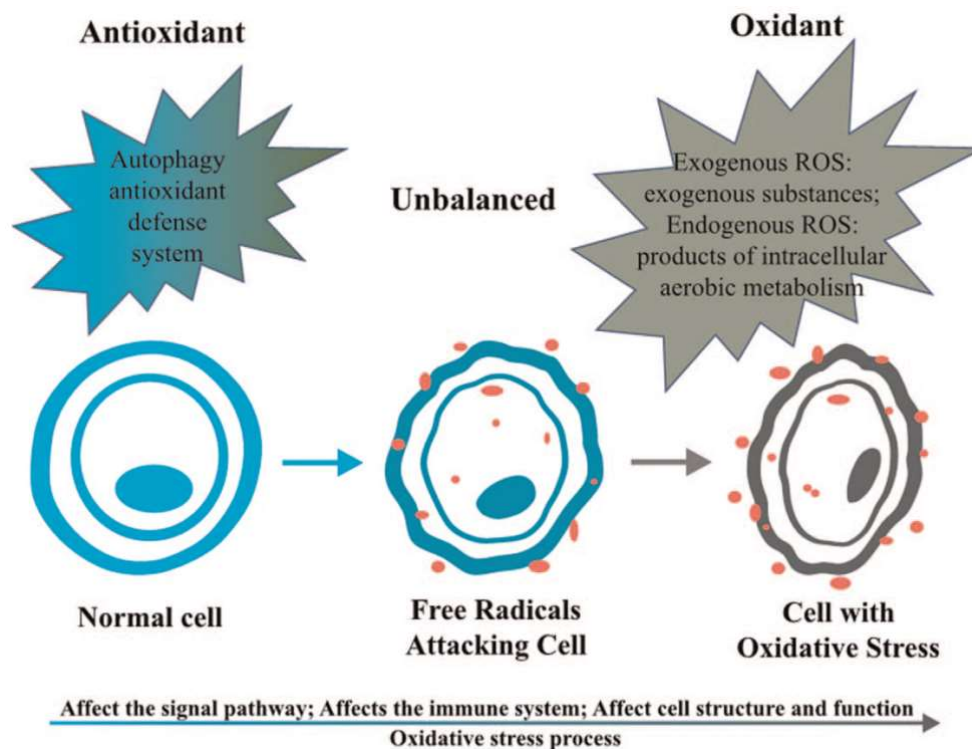 Antioxidant
Oxidant
Autophagy
antioxidant
defense
system
Unbalanced
Exogenous ROS:
exogenous substances;
Endogenous ROS:
products of intracellular
aerobic metabolism
Normal cell
Free Radicals
Attacking Cell
Cell with
Oxidative Stress
Affect the signal pathway; Affects the immune system; Affect cell structure and function
Oxidative stress process